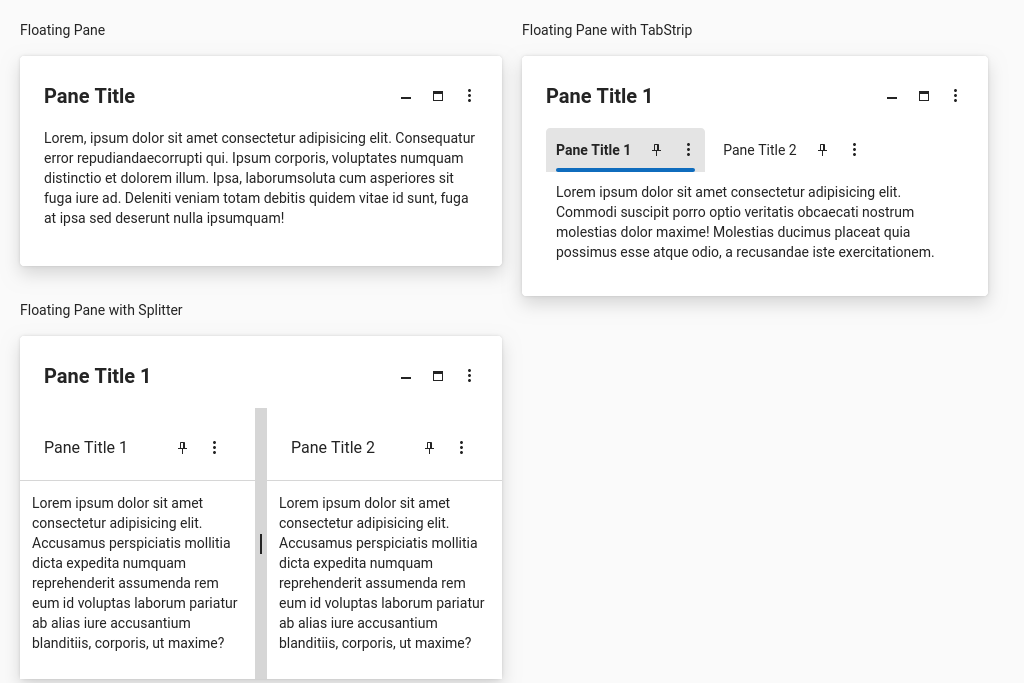 Floating Pane
Pane Title
Lorem, ipsum dolor sit amet consectetur adipisicing elit. Consequatur
error repudiandaecorrupti qui. Ipsum corporis, voluptates numquam
distinctio et dolorem illum. Ipsa, laborumsoluta cum asperiores sit
fuga iure ad. Deleniti veniam totam debitis quidem vitae id sunt, fuga
at ipsa sed deserunt nulla ipsumquam!
Floating Pane with TabStrip
Pane Title 1
Pane Title 1 Pane Title 2
Lorem ipsum dolor sit amet consectetur adipisicing elit.
Commodi suscipit porro optio veritatis obcaecati nostrum
molestias dolor maxime! Molestias ducimus placeat quia
possimus esse atque odio, a recusandae iste exercitationem.
Floating Pane with Splitter
Pane Title 1
Pane Title 1
Lorem ipsum dolor sit amet
consectetur adipisicing elit.
Accusamus perspiciatis mollitia
dicta expedita numquam
reprehenderit assumenda rem
eum id voluptas laborum pariatur
ab alias iure accusantium
blanditiis, corporis, ut maxime?
Pane Title 2
Lorem ipsum dolor sit amet
consectetur adipisicing elit.
Accusamus perspiciatis mollitia
dicta expedita numquam
reprehenderit assumenda rem
eum id voluptas laborum pariatur
ab alias iure accusantium
blanditiis, corporis, ut maxime?